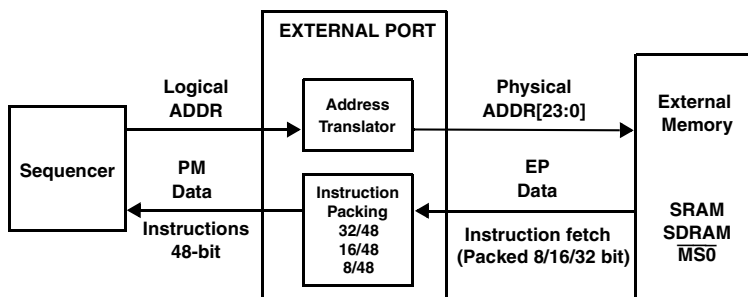 EXTERNAL PORT
Logical
ADDR
Address
Translator
Physical
ADDR[23:0]
External
Memory
Sequencer
PM
Data
Instructions
48-bit
Instruction
Packing
32/48
16/48
8/48
EP
Data
Instruction fetch
(Packed 8/16/32 bit)
SRAM
SDRAM
MS0